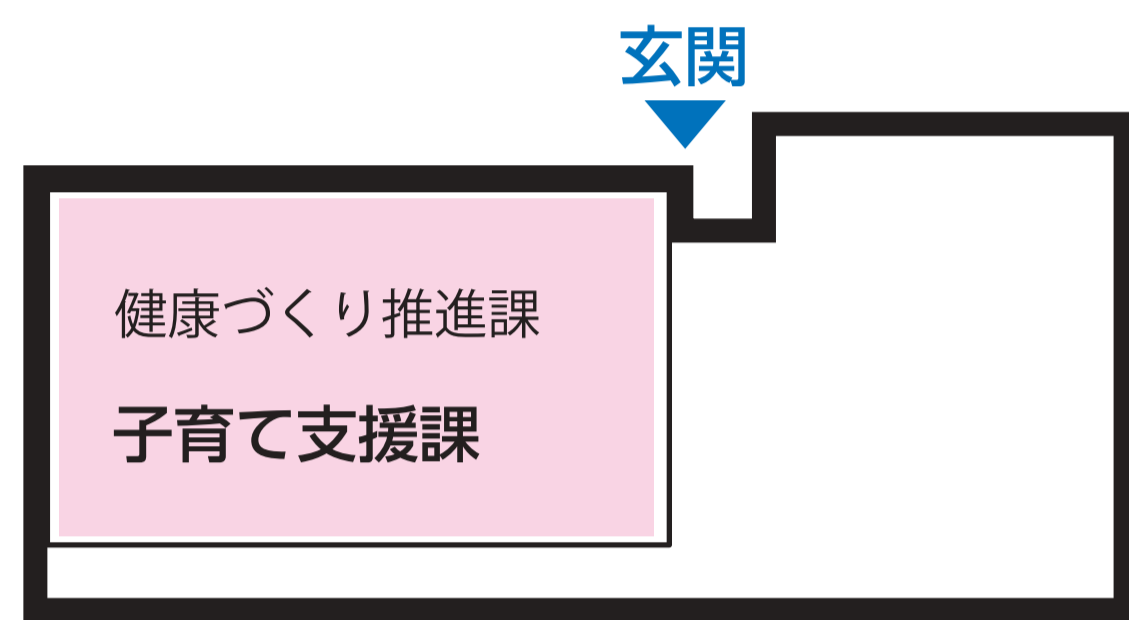 玄関
健康づくり推進課
子育て支援課